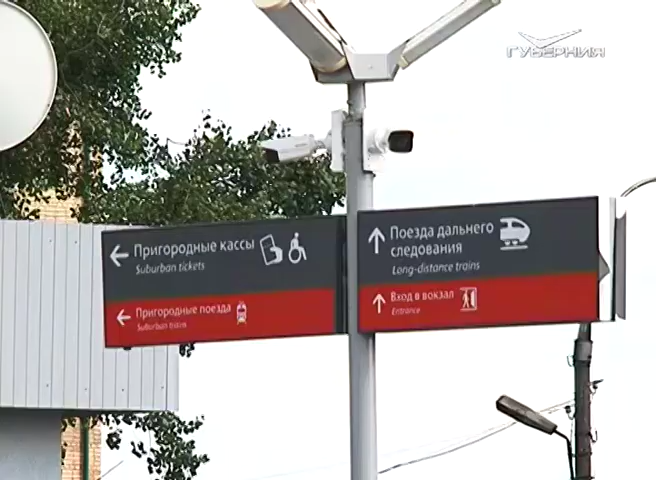 ГУБЕРНИЯ
Пригородные кассы
Suburban tickets
Пригородные поезда
Suburban trains
Поезда дальнего
следования
Long-distance trains
Вход в вокзал
Entrance